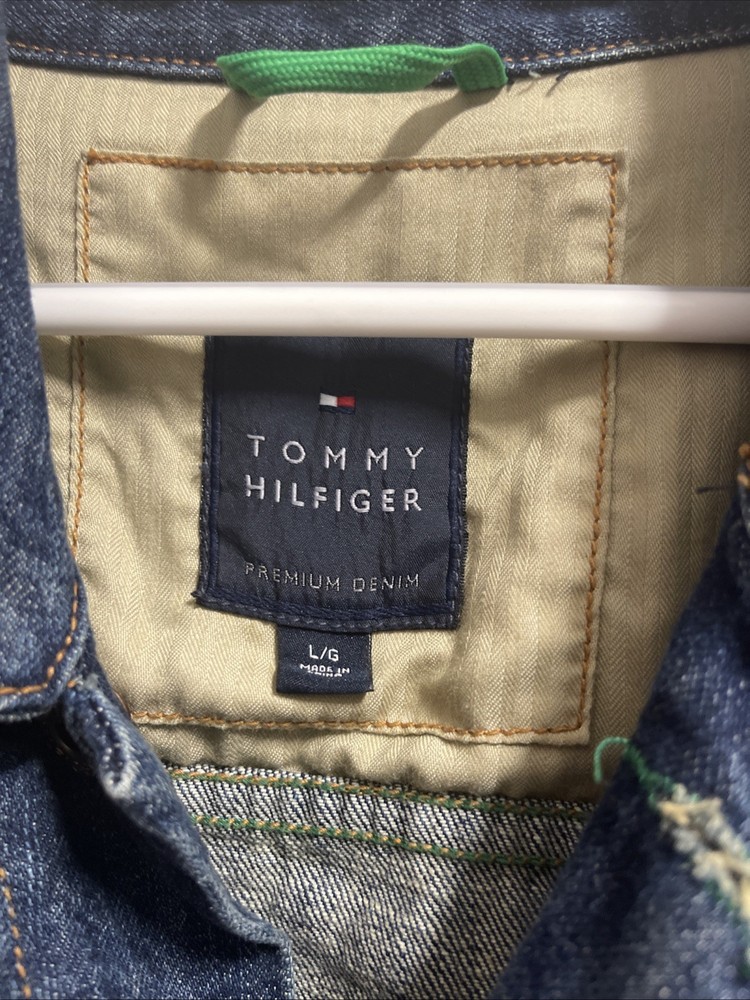 TOMMY
HILFIGER
PREMIUM DENIM
L/G
MADE IN